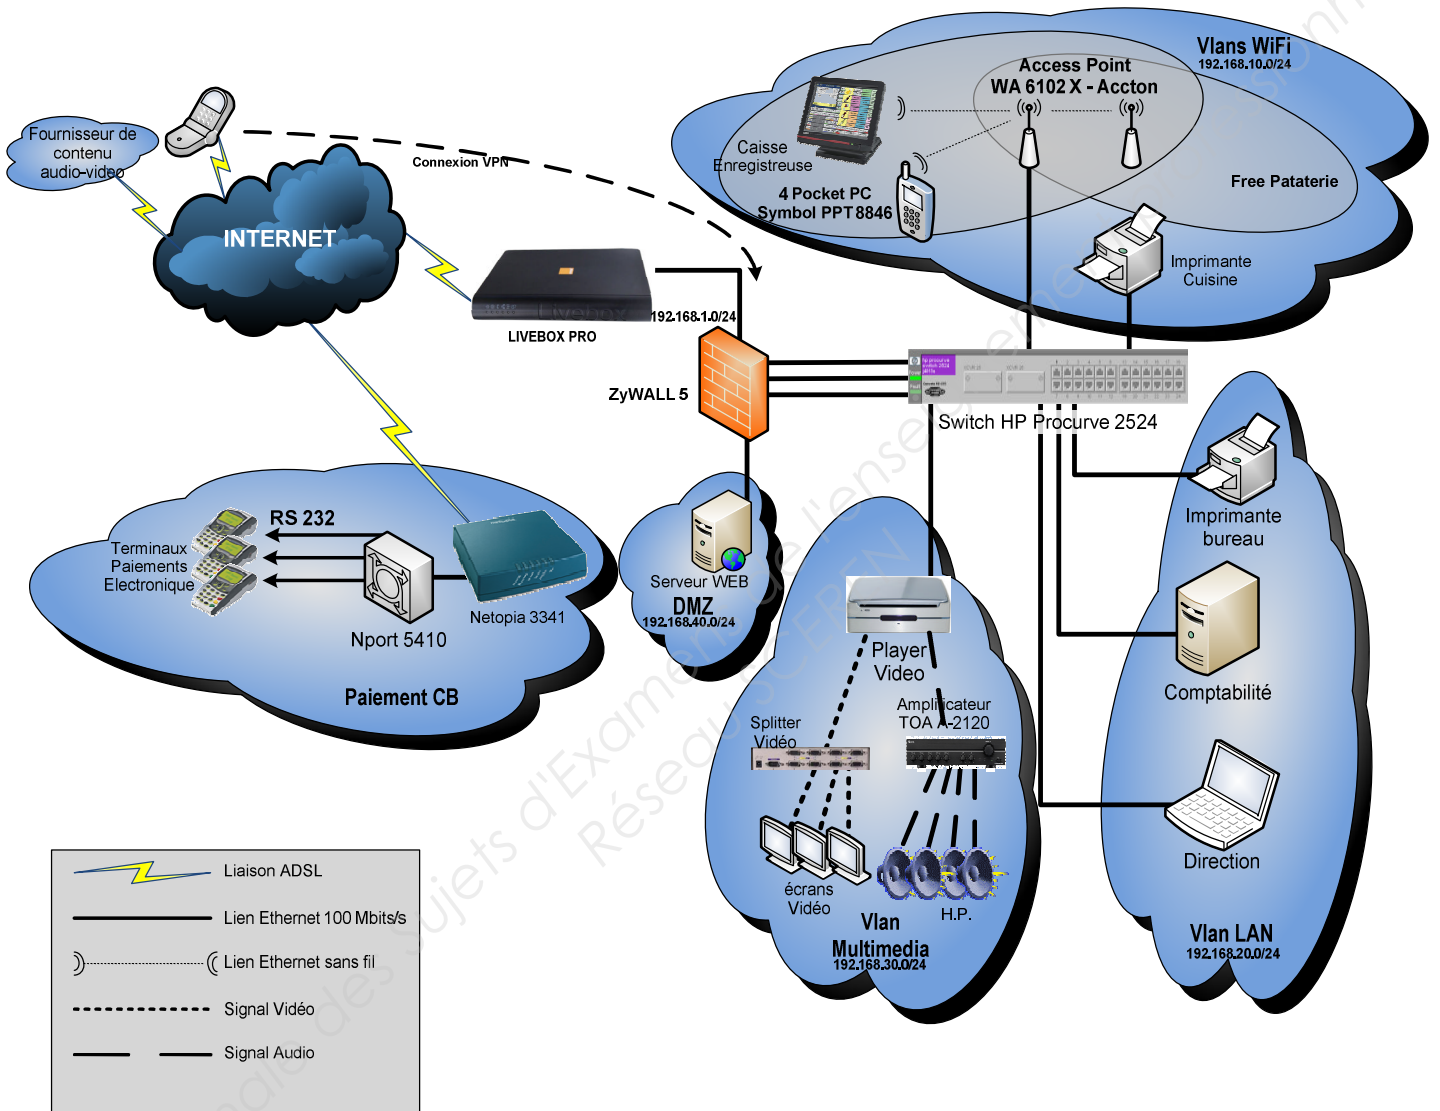 Vlans WiFi
192.168.10.0/24
Access Point
WA 6102 X - Accton
Caisse
Enregistreuse
4 Pocket PC
Symbol PPT 8846
Free Pataterie
Imprimante
Cuisine
Fournisseur de
contenu
audio-video
Connexion VPN
INTERNET
LIVEBOX PRO
192.168.1.0/24
ZyWALL 5
Switch HP Procurve 2524
RS 232
Terminaux
Paiements
Electronique
Nport 5410
Netopia 3341
Paiement CB
Serveur WEB
DMZ
192.168.40.0/24
Player
Video
Splitter
Vidéo
Amplificateur
TOA A-2120
écrans
Vidéo
H.P.
Vlan
Multimedia
192.168.30.0/24
Imprimante
bureau
Comptabilité
Direction
Vlan LAN
192.168.20.0/24
Liaison ADSL
Lien Ethernet 100 Mbits/s
Lien Ethernet sans fil
Signal Vidéo
Signal Audio
Réseau SCEREN